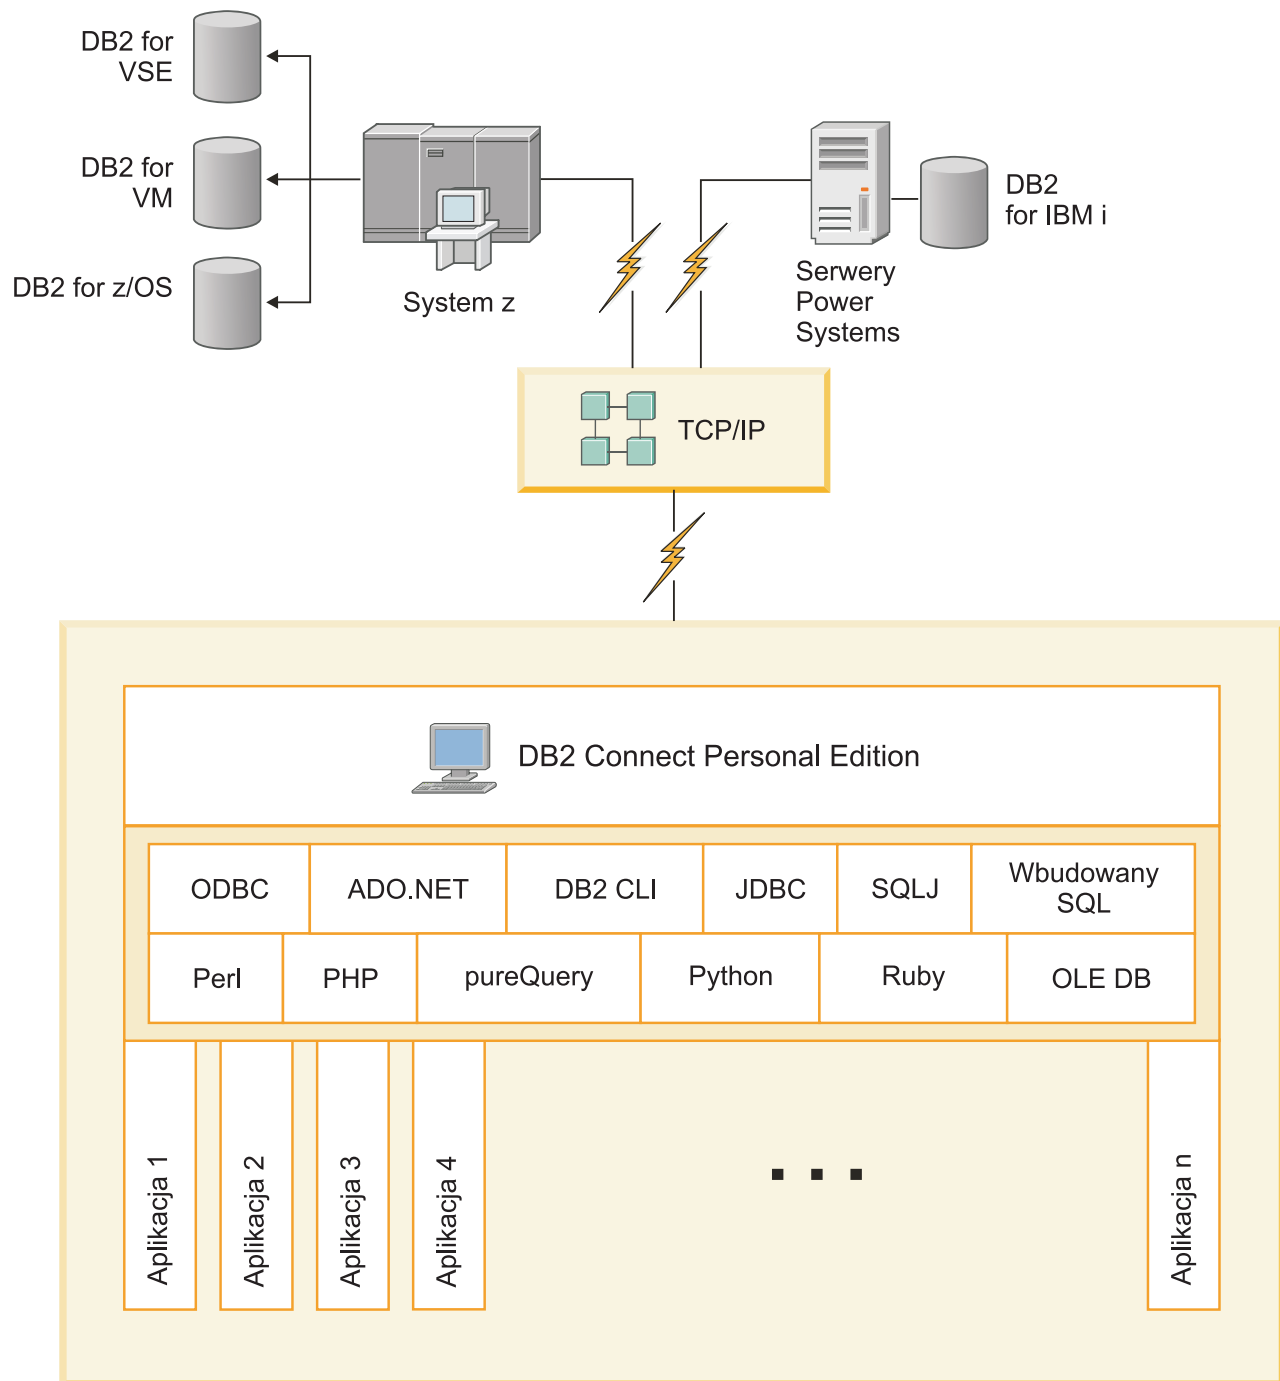 DB2 for
VSE
DB2 for
VM
DB2 for z/OS
System z
DB2
for IBM i
Serwery
Power
Systems
TCP/IP
DB2 Connect Personal Edition
ODBC
ADO.NET
DB2 CLI
JDBC
SQLJ
Wbudowany
SQL
Perl
PHP
pureQuery
Python
Ruby
OLE DB
Aplikacja 1
Aplikacja 2
Aplikacja 3
Aplikacja 4
...
Aplikacja n